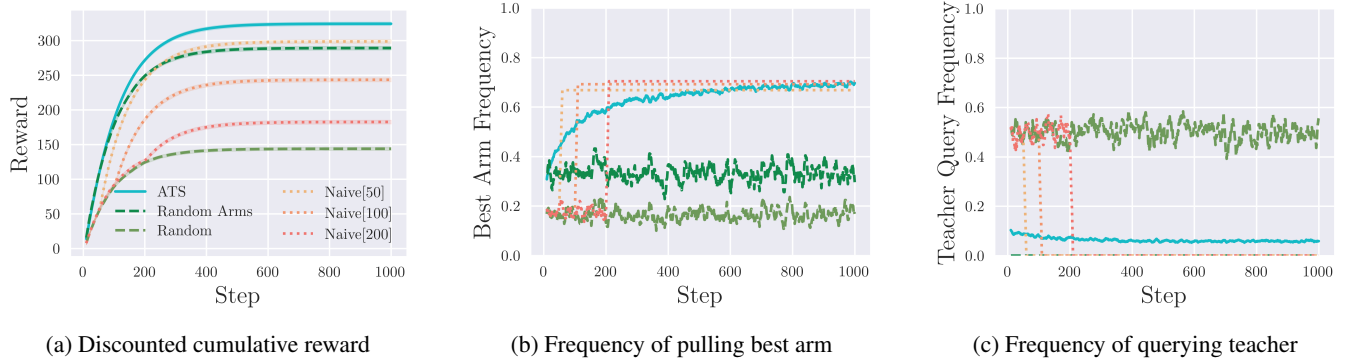 Reward
300
250
200
150
100
50
0
ATS
Random Arms
Random
Naive[50]
Naive[100]
Naive[200]
0 200 400 600 800 1000
Step
(a) Discounted cumulative reward
Best Arm Frequency
1.0
0.8
0.6
0.4
0.2
0.0
0 200 400 600 800 1000
Step
(b) Frequency of pulling best arm
Teacher Query Frequency
1.0
0.8
0.6
0.4
0.2
0.0
0 200 400 600 800 1000
Step
(c) Frequency of querying teacher